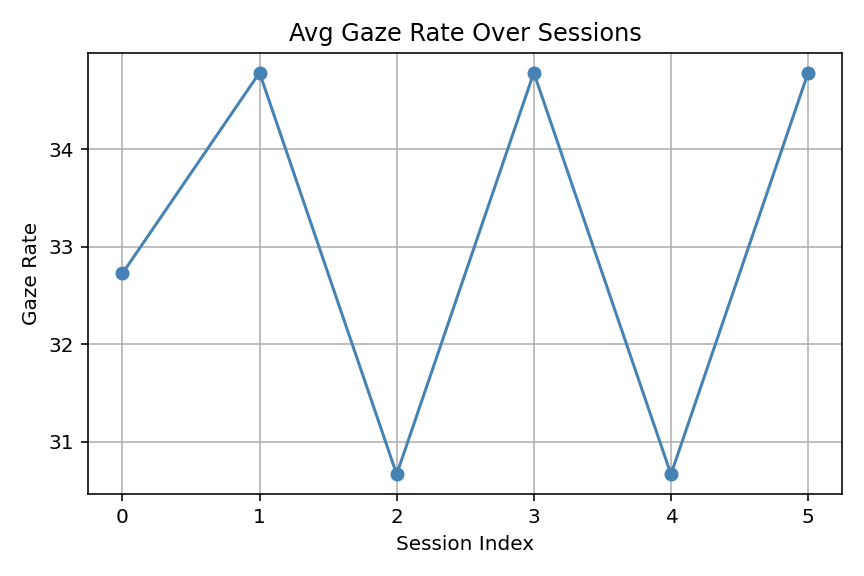 Avg Gaze Rate Over Sessions
Gaze Rate
34
33
32
31
0 1 2 3 4 5
Session Index